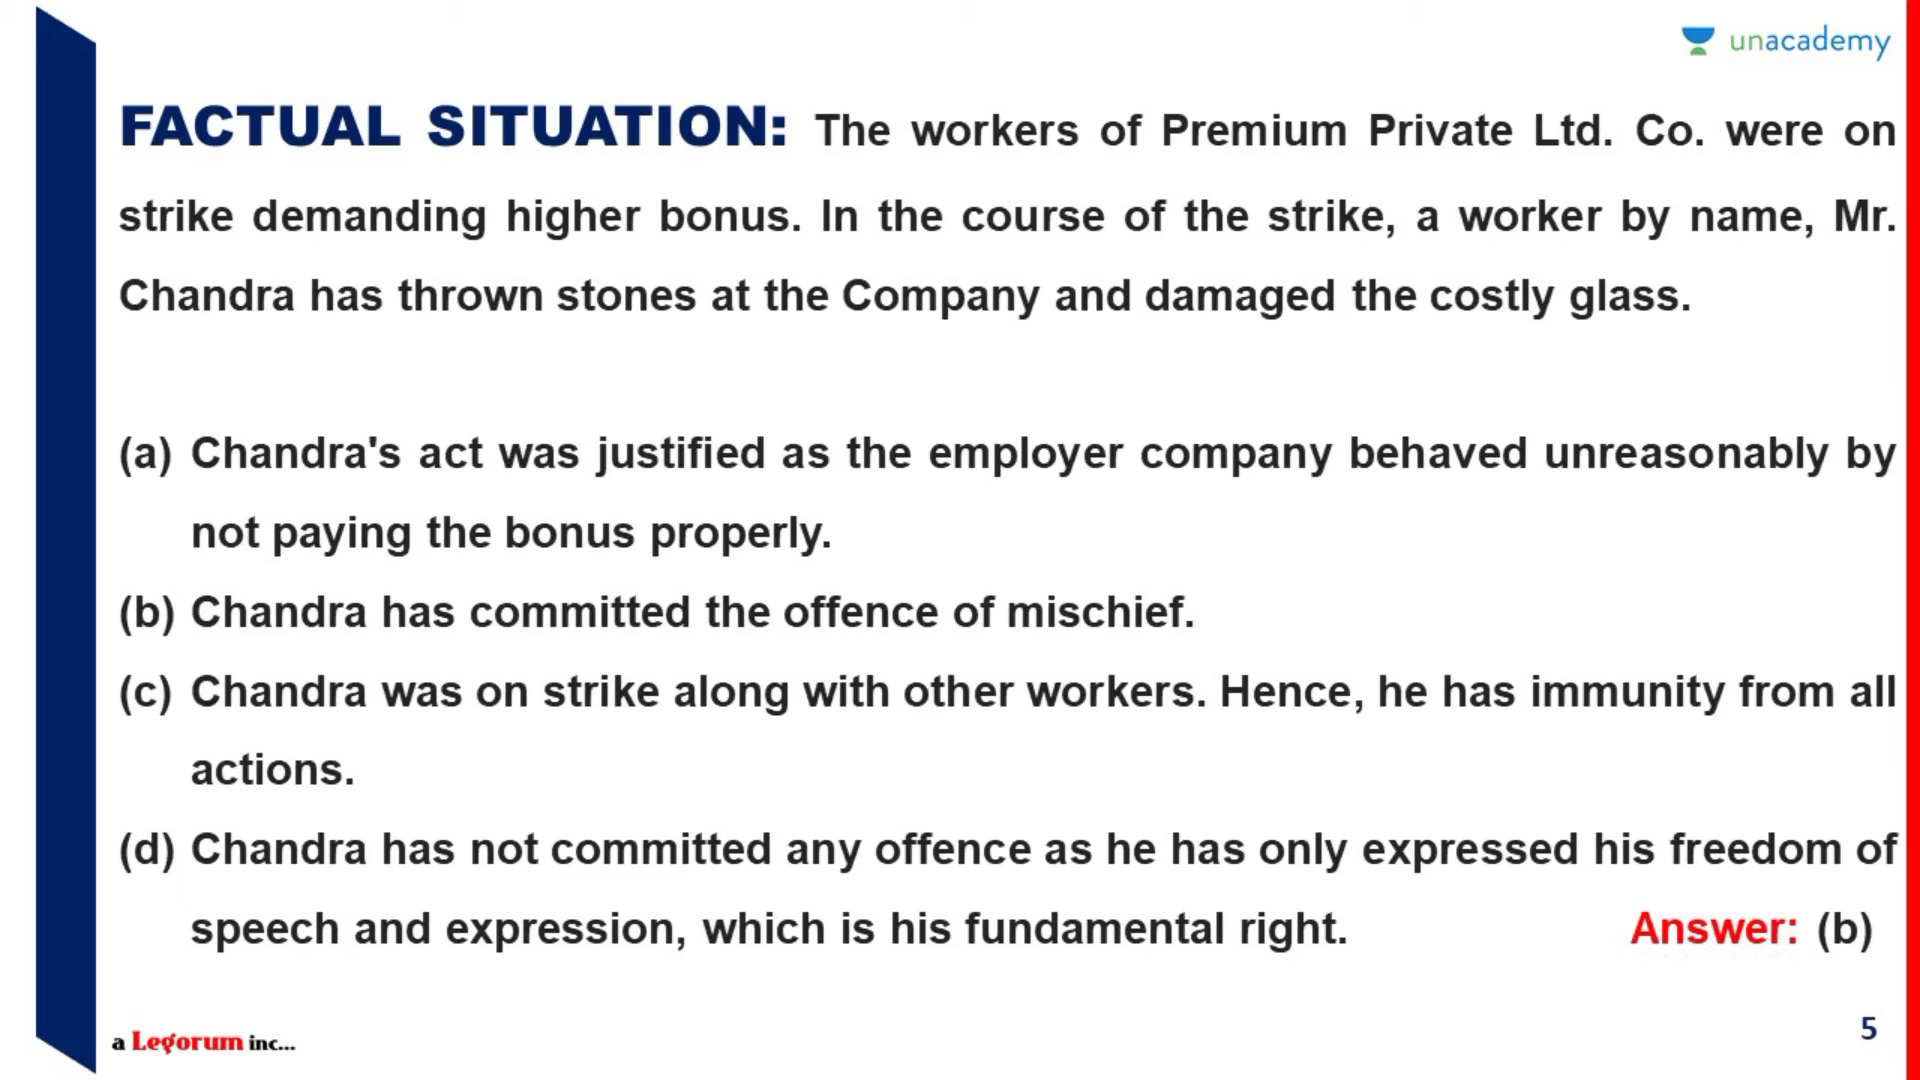 unacademy
FACTUAL SITUATION: The workers of Premium Private Ltd. Co. were on
strike demanding higher bonus. In the course of the strike, a worker by name, Mr.
Chandra has thrown stones at the Company and damaged the costly glass.
(a) Chandra's act was justified as the employer company behaved unreasonably by
not paying the bonus properly.
(b) Chandra has committed the offence of mischief.
(c) Chandra was on strike along with other workers. Hence, he has immunity from all
actions.
(d) Chandra has not committed any offence as he has only expressed his freedom of
speech and expression, which is his fundamental right. Answer: (b)
a Legorum inc...
5